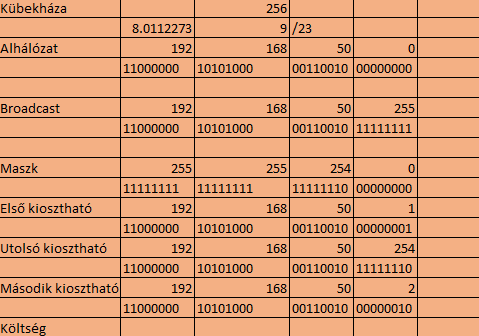 Kübekháza 256
8.0112273 9 /23
Alhálózat 192 168 50 0
11000000 10101000 00110010 00000000
Broadcast 192 168 50 255
11000000 10101000 00110010 11111111
Maszk 255 255 254 0
11111111 11111111 11111110 00000000
Első kiosztható 192 168 50 1
11000000 10101000 00110010 00000001
Utolsó kiosztható 192 168 50 254
11000000 10101000 00110010 11111110
Második kiosztható 192 168 50 2
11000000 10101000 00110010 00000010
Költség